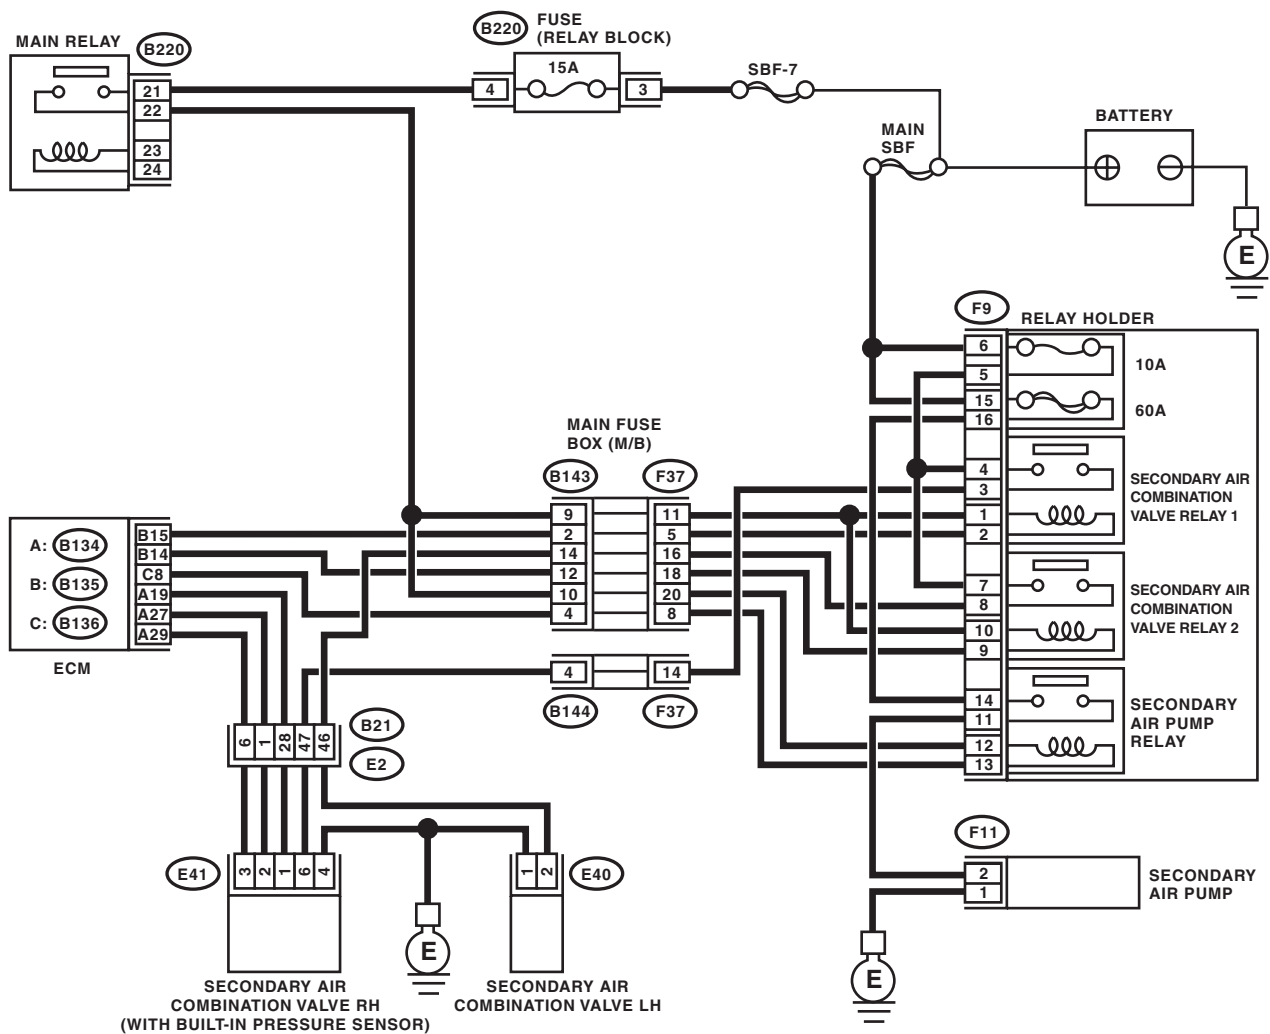 MAIN RELAY
B220
21
22
23
24
B220
FUSE
(RELAY BLOCK)
15A
4
3
SBF-7
MAIN
SBF
BATTERY
E
F9
RELAY HOLDER
6
5
15
16
4
3
1
2
7
8
10
9
14
11
12
13
10A
60A
SECONDARY AIR
COMBINATION
VALVE RELAY 1
SECONDARY AIR
COMBINATION
VALVE RELAY 2
SECONDARY
AIR PUMP
RELAY
MAIN FUSE
BOX (M/B)
B143
F37
9
11
2
5
14
16
12
18
10
20
4
8
4
14
B144
F37
A: B134
B: B135
C: B136
B15
B14
C8
A19
A27
A29
ECM
6
1
28
47
46
B21
E2
E41
3
2
1
6
4
1
2
E40
E
SECONDARY AIR
COMBINATION VALVE RH
(WITH BUILT-IN PRESSURE SENSOR)
SECONDARY AIR
COMBINATION VALVE LH
F11
2
1
SECONDARY
AIR PUMP
E